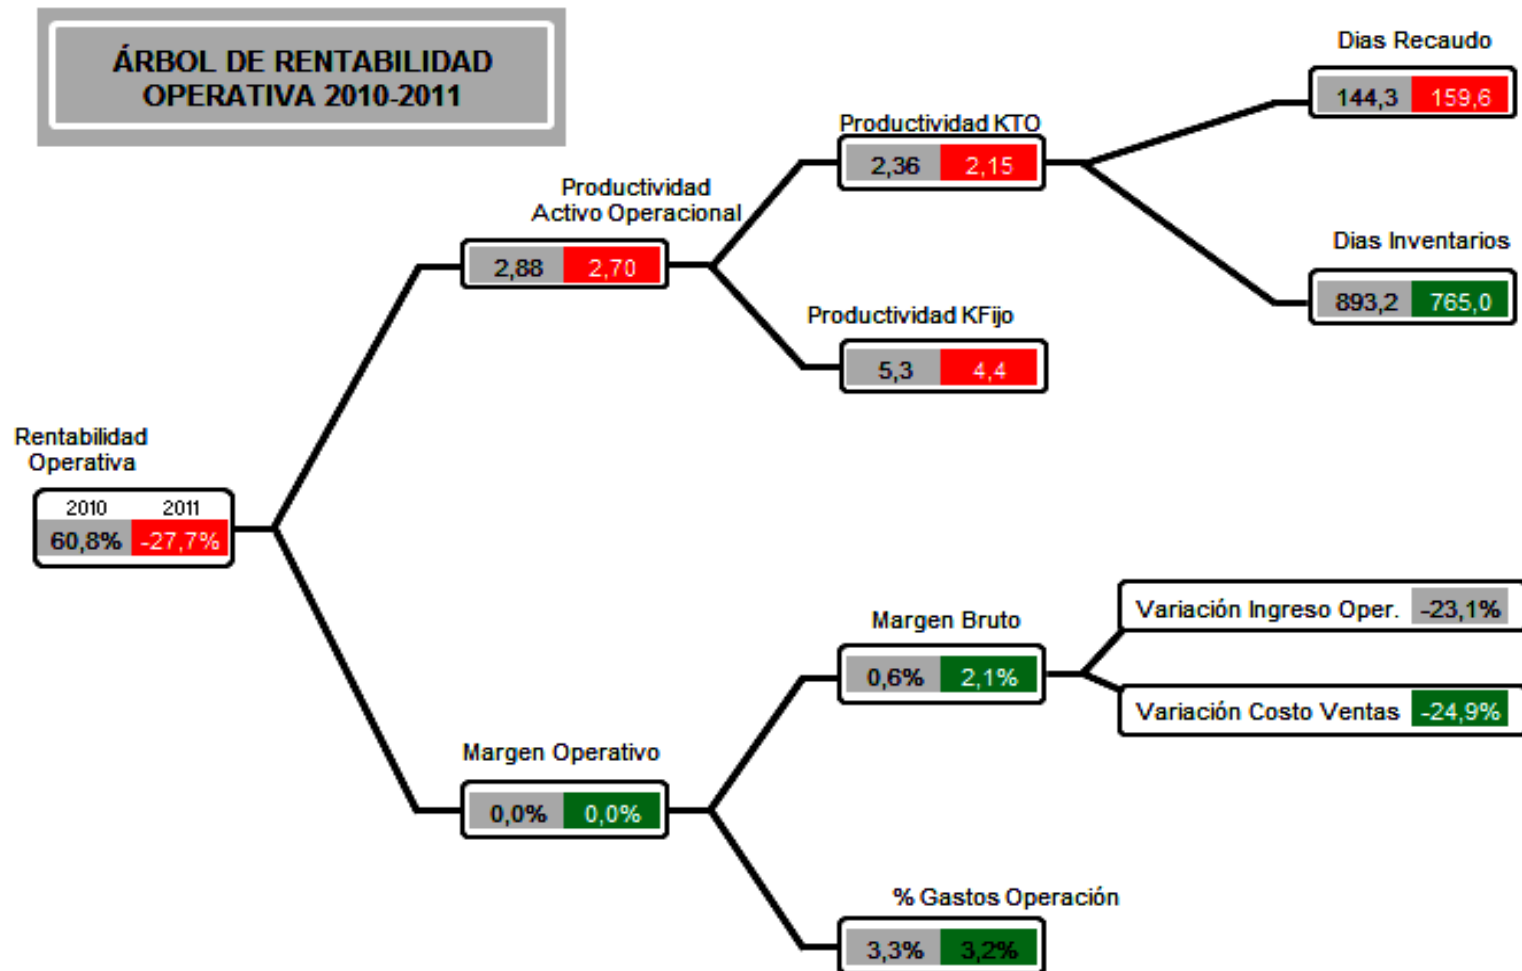 ÁRBOL DE RENTABILIDAD
OPERATIVA 2010-2011
Dias Recaudo
144,3 159,6
Productividad KTO
2,36 2,15
Productividad
Activo Operacional
2,88 2,70
Dias Inventarios
893,2 765,0
Productividad KFijo
5,3 4,4
Rentabilidad
Operativa
2010 2011
60,8% -27,7%
Margen Bruto
0,6% 2,1%
Variación Ingreso Oper. -23,1%
Variación Costo Ventas -24,9%
Margen Operativo
0,0% 0,0%
% Gastos Operación
3,3% 3,2%